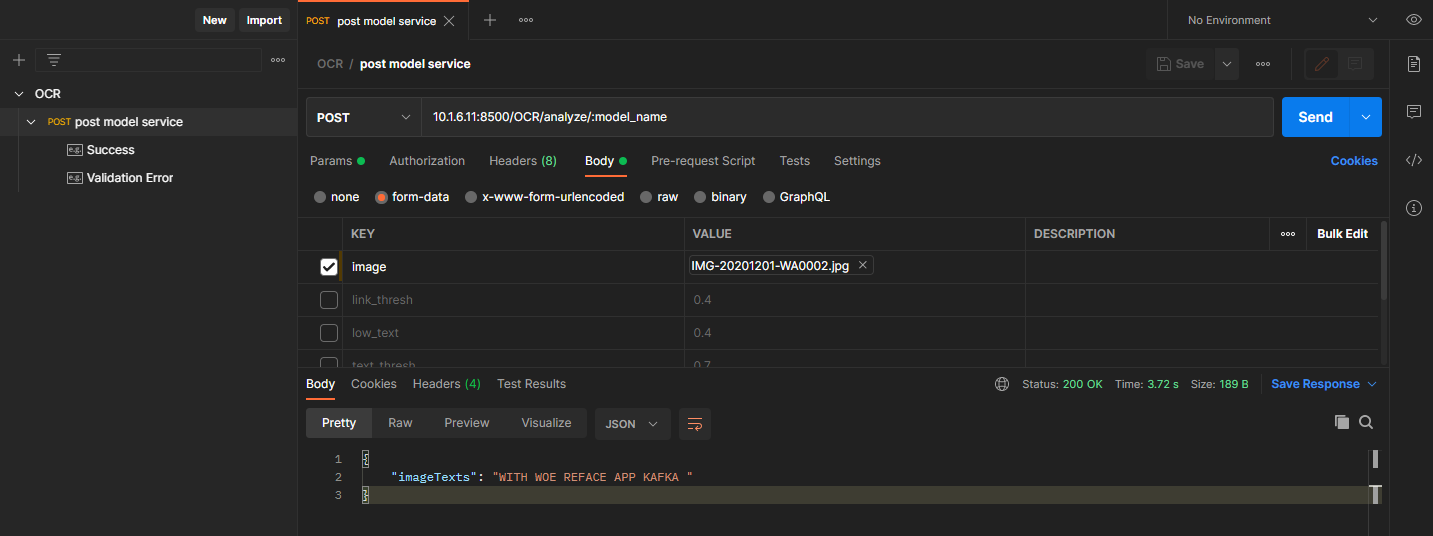 New Import
POST post model service
No Environment
OCR / post model service
Save
OCR
POST post model service
e.g. Success
e.g. Validation Error
POST 10.1.6.11:8500/OCR/analyze/:model_name
Send
Params Authorization Headers (8) Body Pre-request Script Tests Settings Cookies
none form-data x-www-form-urlencoded raw binary GraphQL
KEY VALUE DESCRIPTION Bulk Edit
image IMG-20201201-WA0002.jpg
link_thresh 0.4
low_text 0.4
text_thresh 0.7
Body Cookies Headers (4) Test Results Status: 200 OK Time: 3.72 s Size: 189 B Save Response
Pretty Raw Preview Visualize JSON
1 {
2 "imageTexts": "WITH WOE REFACE APP KAFKA "
3 }